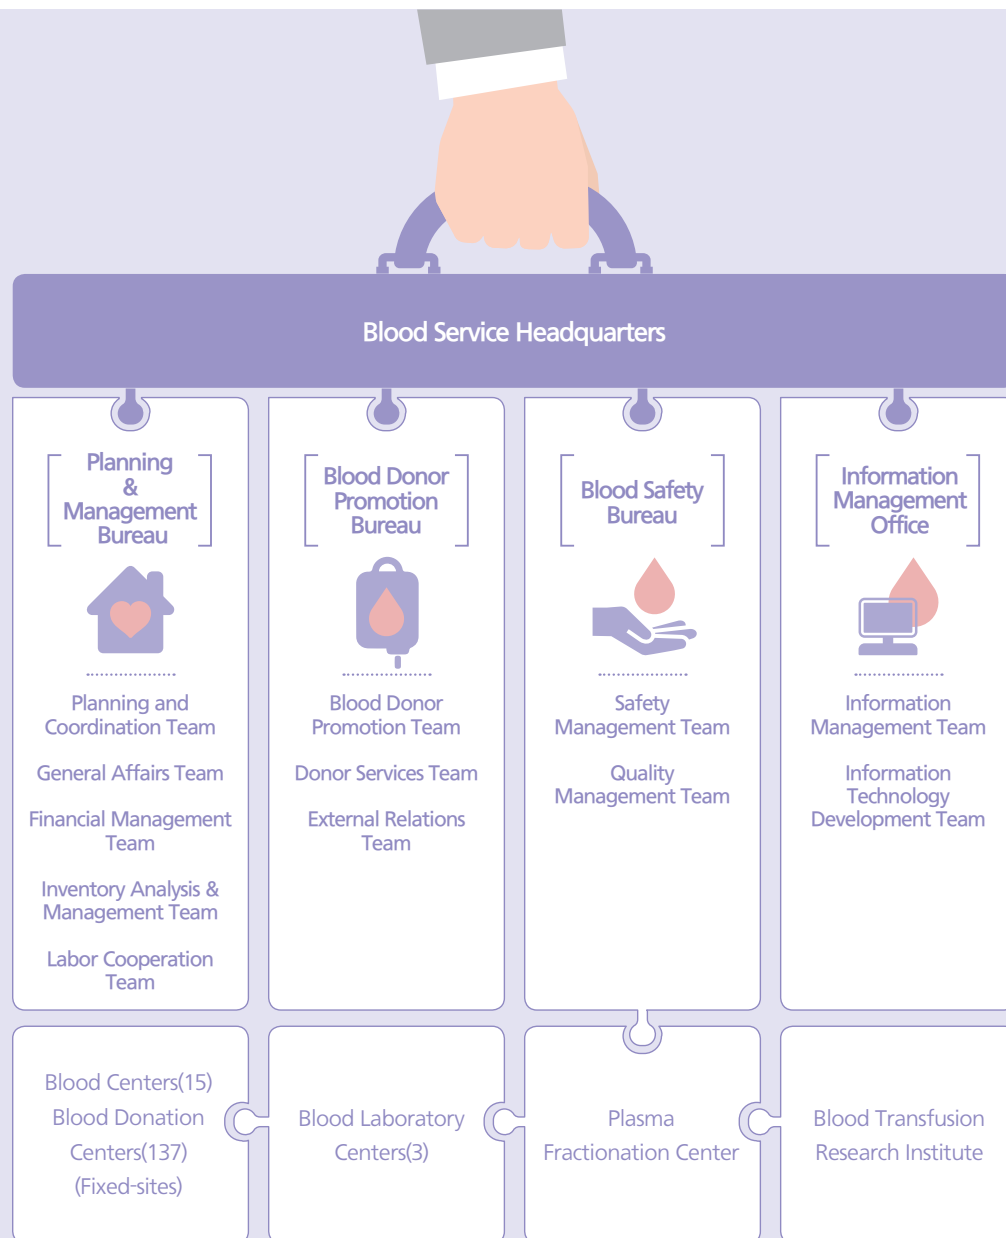 Blood Service Headquarters
Planning
&
Management
Bureau
Planning and
Coordination Team
General Affairs Team
Financial Management
Team
Inventory Analysis &
Management Team
Labor Cooperation
Team
Blood Donor
Promotion
Bureau
Blood Donor
Promotion Team
Donor Services Team
External Relations
Team
Blood Safety
Bureau
Safety
Management Team
Quality
Management Team
Information
Management
Office
Information
Management Team
Information
Technology
Development Team
Blood Centers(15)
Blood Donation
Centers(137)
(Fixed-sites)
Blood Laboratory
Centers(3)
Plasma
Fractionation Center
Blood Transfusion
Research Institute